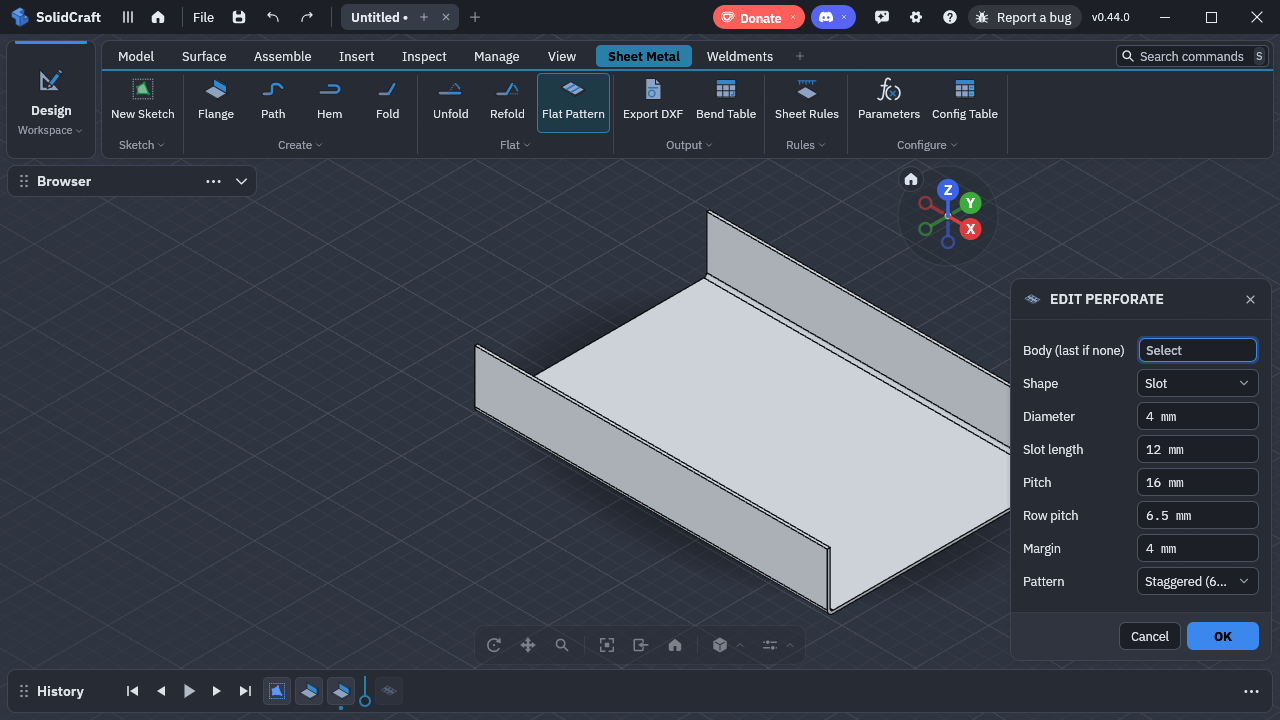 SolidCraft
File
Untitled •
Donate
Report a bug
v0.44.0
Design
Workspace
Model
Surface
Assemble
Insert
Inspect
Manage
View
Sheet Metal
Weldments
Search commands
S
New Sketch
Flange
Path
Hem
Fold
Unfold
Refold
Flat Pattern
Export DXF
Bend Table
Sheet Rules
Parameters
Config Table
Sketch
Create
Flat
Output
Rules
Configure
Browser
Z
Y
X
EDIT PERFORATE
Body (last if none)
Select
Shape
Slot
Diameter
4 mm
Slot length
12 mm
Pitch
16 mm
Row pitch
6.5 mm
Margin
4 mm
Pattern
Staggered (6...
Cancel
OK
History